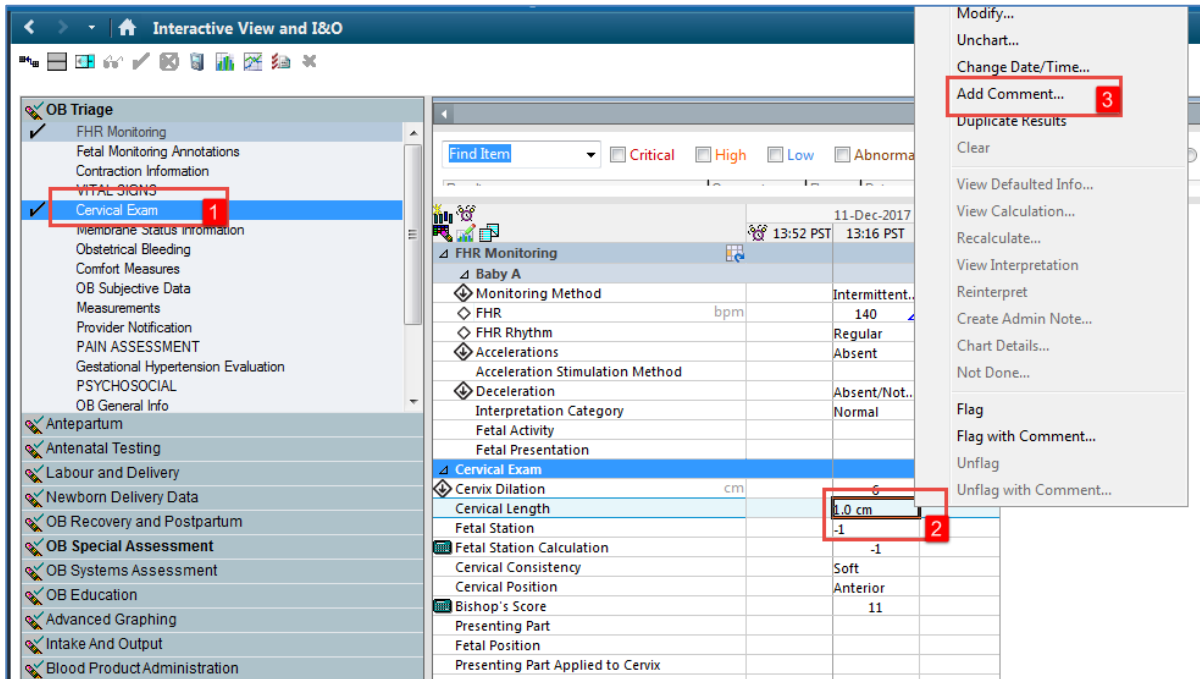 Interactive View and I&O
OB Triage
FHR Monitoring
Fetal Monitoring Annotations
Contraction Information
VITAL SIGNS
Cervical Exam 1
Membrane Status Information
Obstetrical Bleeding
Comfort Measures
OB Subjective Data
Measurements
Provider Notification
PAIN ASSESSMENT
Gestational Hypertension Evaluation
PSYCHOSOCIAL
OB General Info
Antepartum
Antenatal Testing
Labour and Delivery
Newborn Delivery Data
OB Recovery and Postpartum
OB Special Assessment
OB Systems Assessment
OB Education
Advanced Graphing
Intake And Output
Blood Product Administration
Find Item Critical High Low Abnorma
11-Dec-2017
13:52 PST 13:16 PST
FHR Monitoring
Baby A
Monitoring Method Intermittent..
FHR bpm 140
FHR Rhythm Regular
Accelerations Absent
Acceleration Stimulation Method
Deceleration Absent/Not..
Interpretation Category Normal
Fetal Activity
Fetal Presentation
Cervical Exam
Cervix Dilation cm 6
Cervical Length 1.0 cm
Fetal Station -1 2
Fetal Station Calculation -1
Cervical Consistency Soft
Cervical Position Anterior
Bishop's Score 11
Presenting Part
Fetal Position
Presenting Part Applied to Cervix
Modify...
Unchart...
Change Date/Time...
Add Comment... 3
Duplicate Results
Clear
View Defaulted Info...
View Calculation...
Recalculate...
View Interpretation
Reinterpret
Create Admin Note...
Chart Details...
Not Done...
Flag
Flag with Comment...
Unflag
Unflag with Comment...